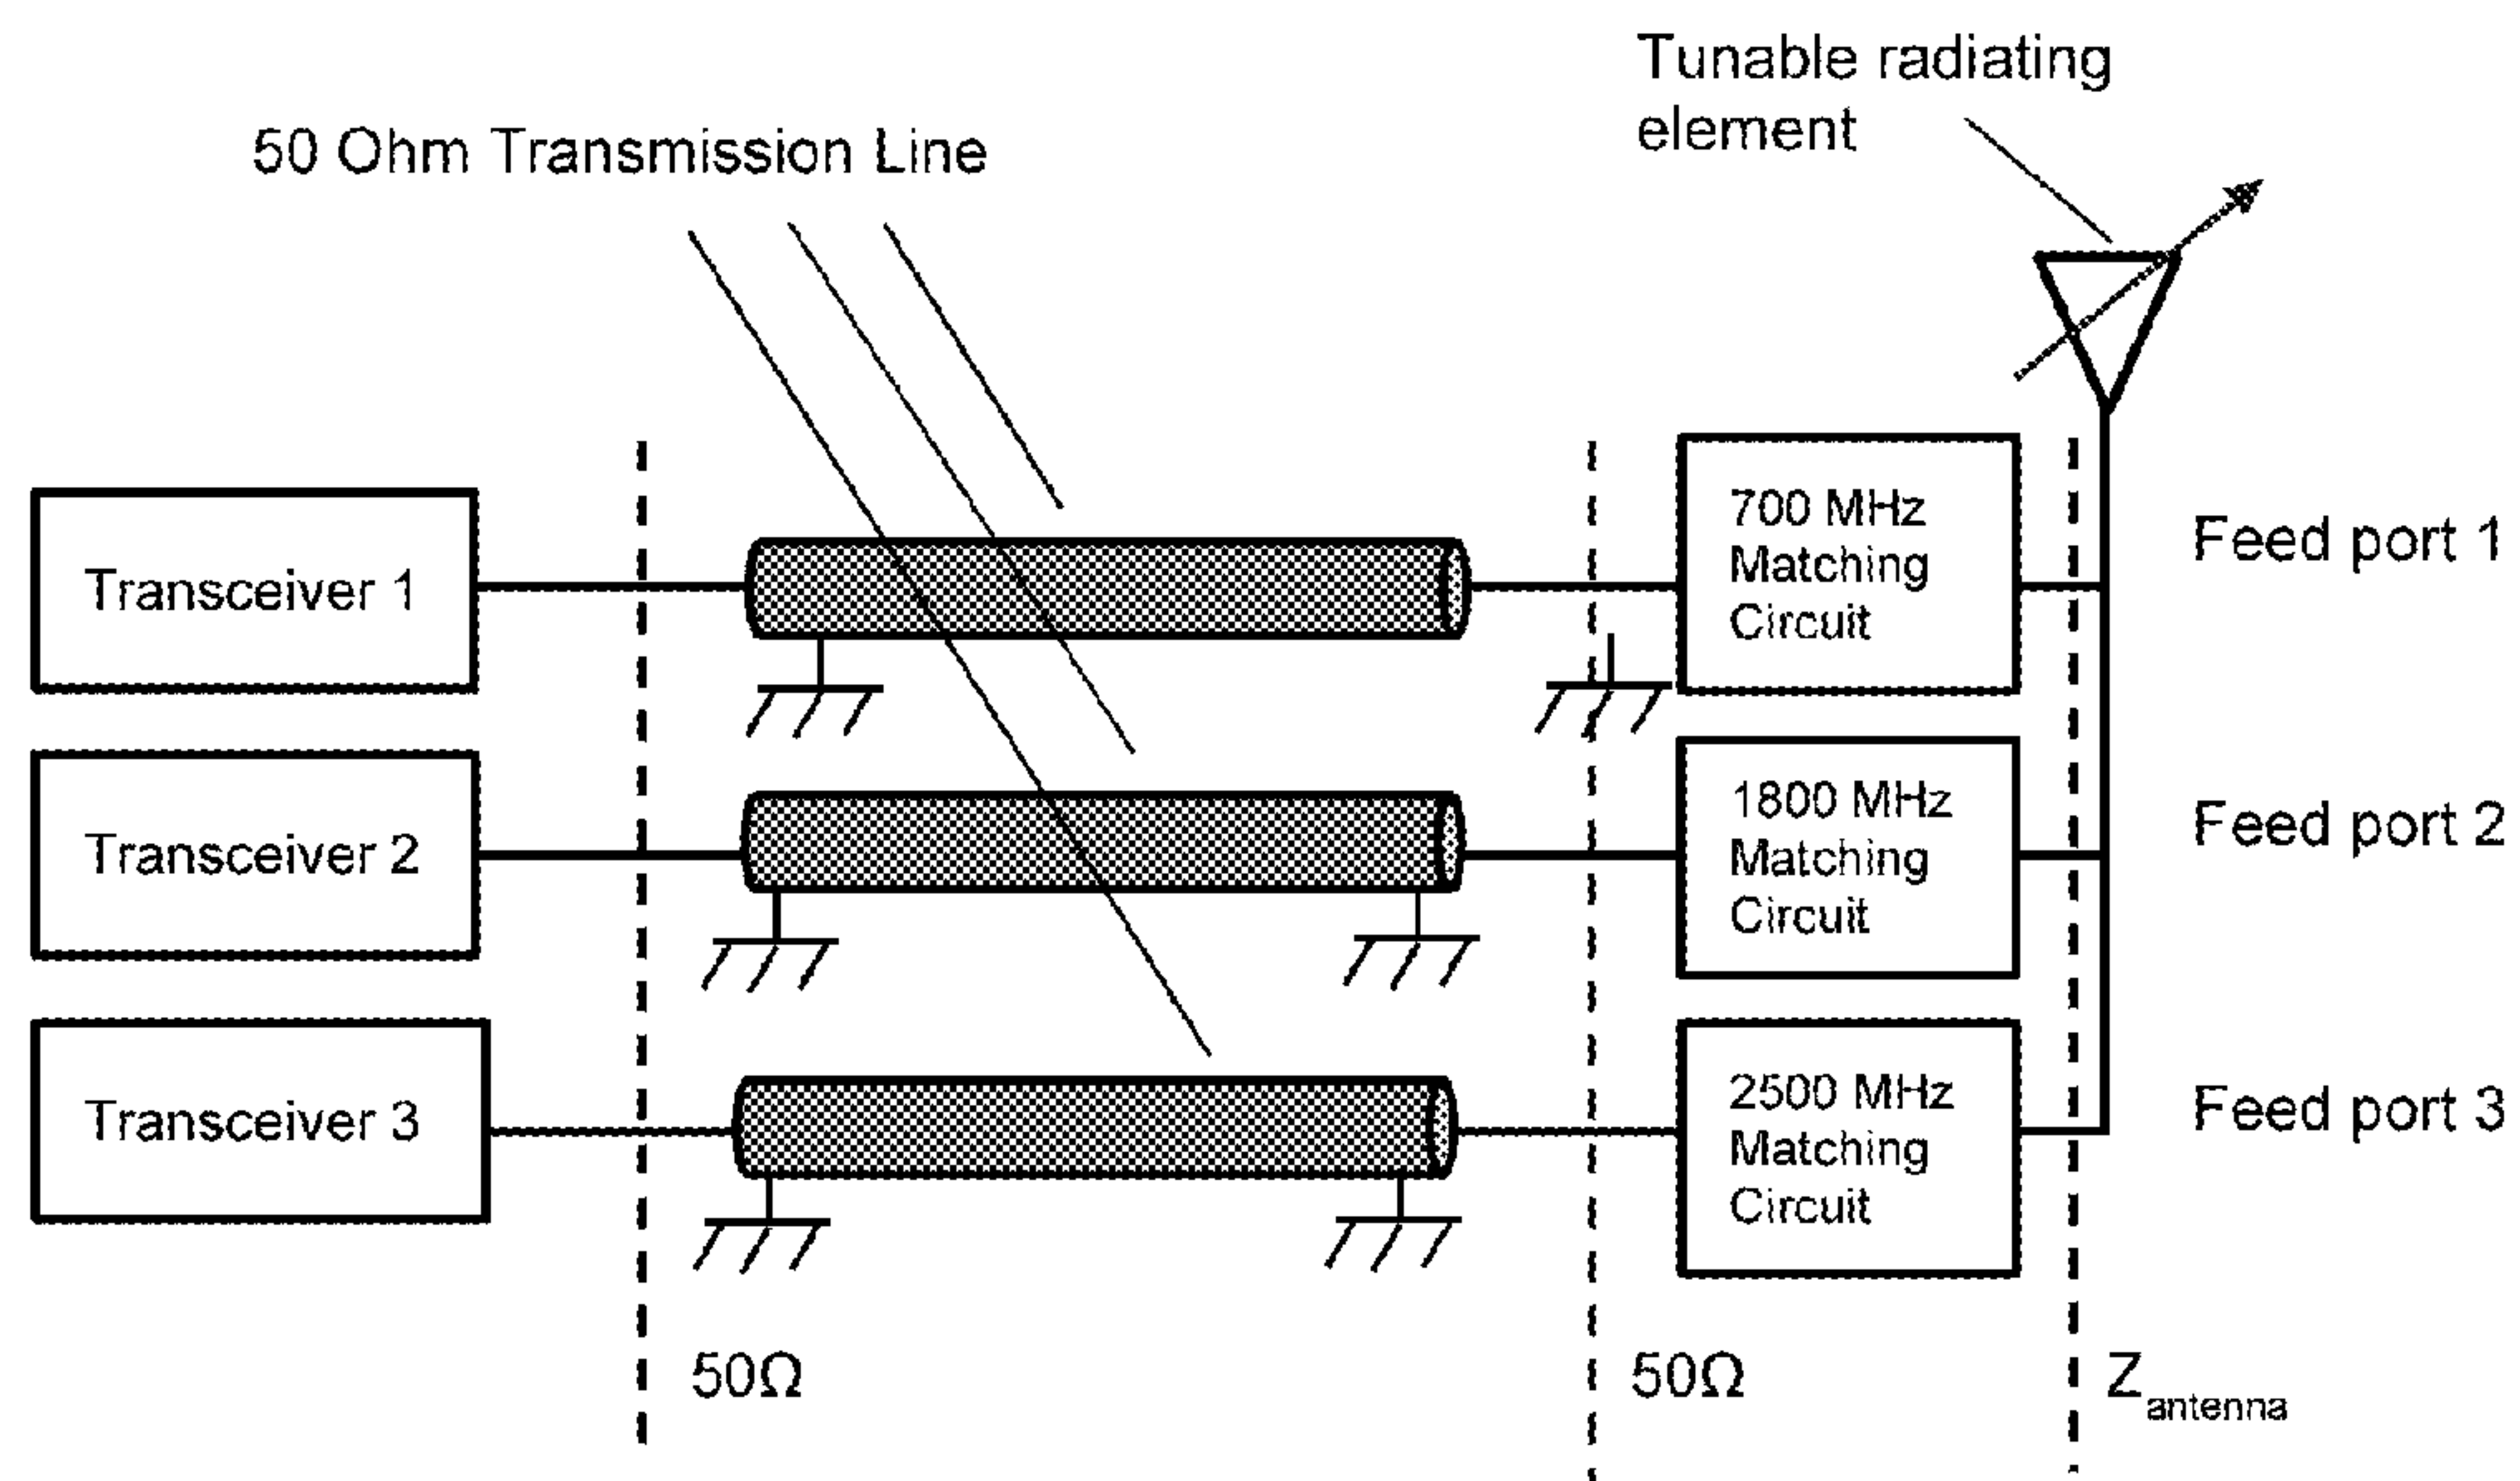 Tunable radiating
element
50 Ohm Transmission Line
Transceiver 1
700 MHz
Matching
Circuit
Feed port 1
Transceiver 2
1800 MHz
Matching
Circuit
Feed port 2
Transceiver 3
2500 MHz
Matching
Circuit
Feed port 3
50Ω
50Ω
Zantenna